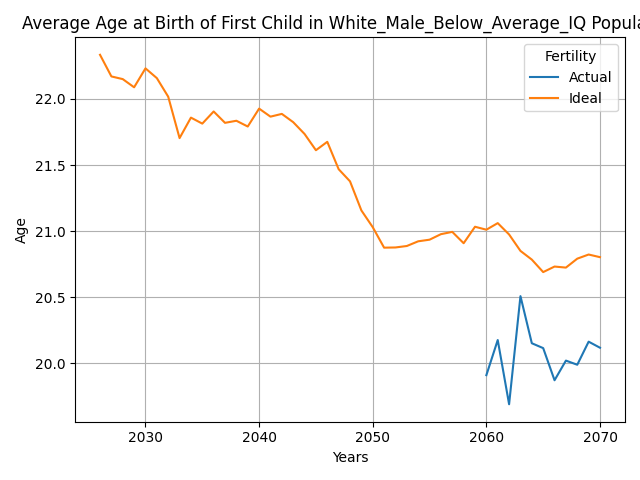 Average Age at Birth of First Child in White_Male_Below_Average_IQ Popula
Fertility
Actual
Ideal
22.0
21.5
21.0
20.5
20.0
Age
2030 2040 2050 2060 2070
Years